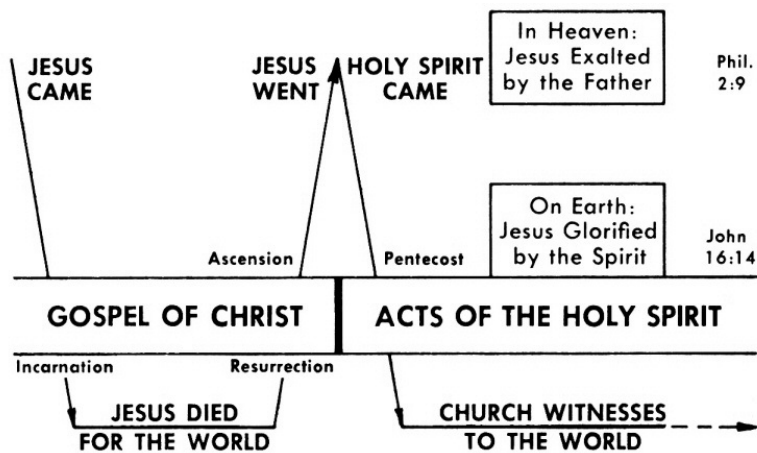 JESUS
CAME
JESUS
WENT
HOLY SPIRIT
CAME
In Heaven:
Jesus Exalted
by the Father
Phil.
2:9
Ascension
Pentecost
On Earth:
Jesus Glorified
by the Spirit
John
16:14
GOSPEL OF CHRIST
ACTS OF THE HOLY SPIRIT
Incarnation
Resurrection
JESUS DIED
FOR THE WORLD
CHURCH WITNESSES
TO THE WORLD